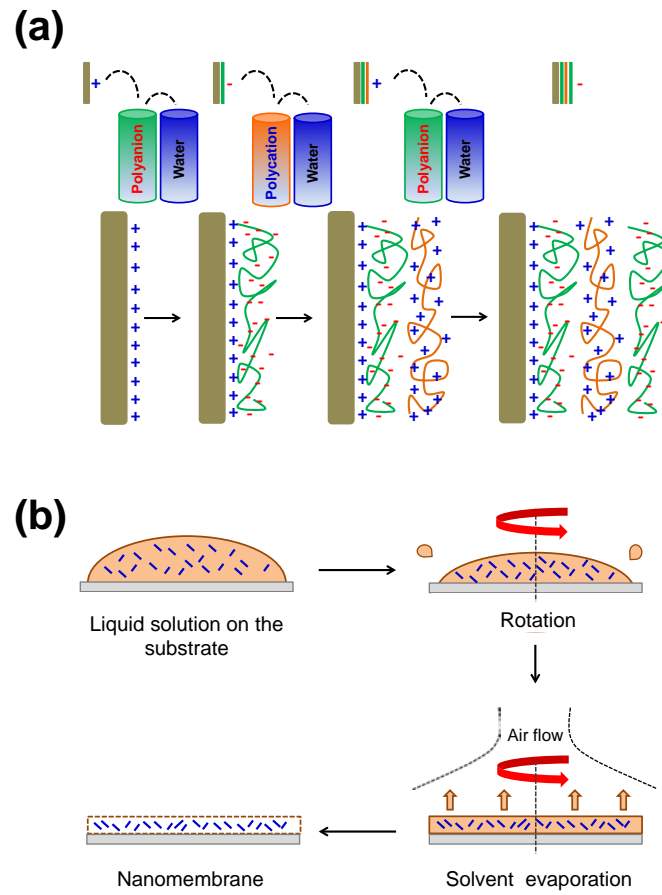 (a)
+ - + -
Polyanion Water Polycation Water Polyanion Water
(b)
Liquid solution on the
substrate
Rotation
Air flow
Nanomembrane
Solvent evaporation